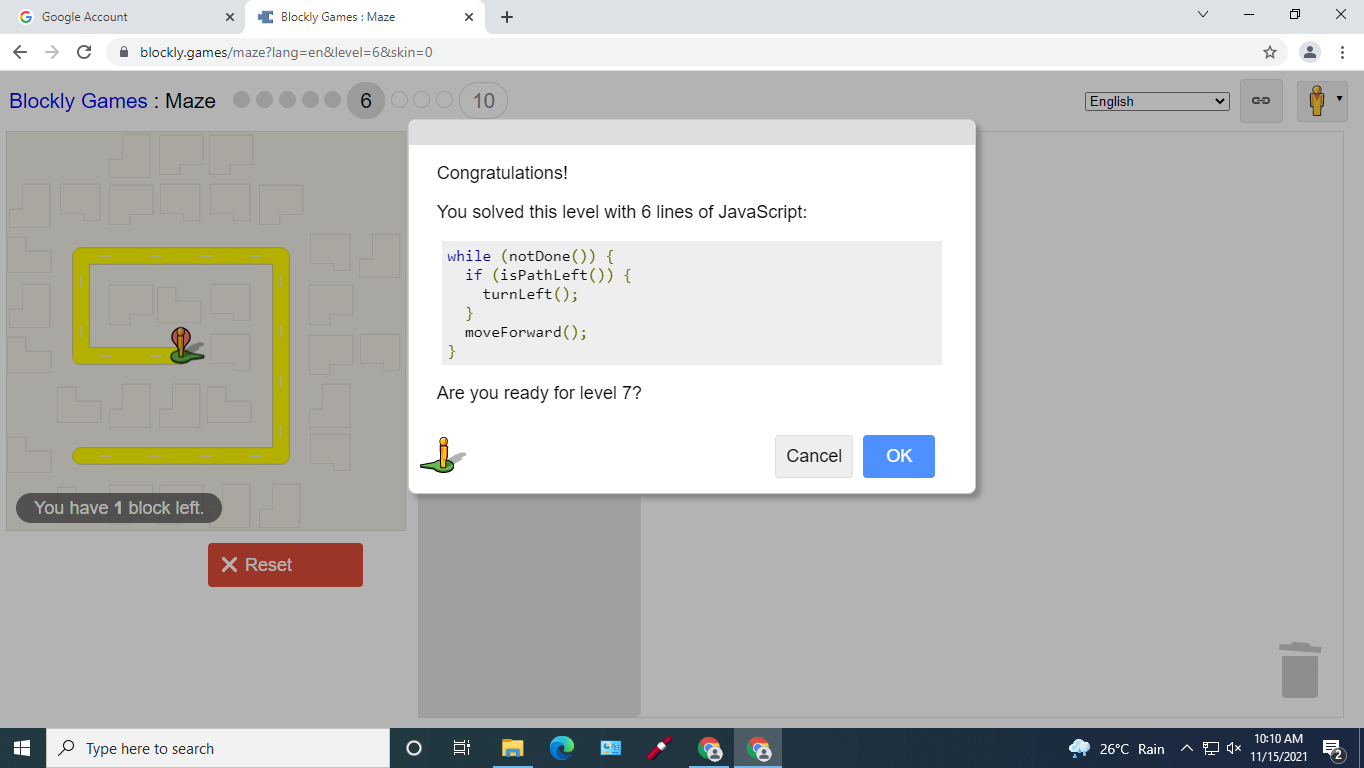 Google Account
Blockly Games : Maze
blockly.games/maze?lang=en&level=6&skin=0
Blockly Games : Maze 6 10
English
Congratulations!
You solved this level with 6 lines of JavaScript:
while (notDone()) {
  if (isPathLeft()) {
    turnLeft();
  }
  moveForward();
}
Are you ready for level 7?
Cancel
OK
You have 1 block left.
Reset
Type here to search
26°C Rain
10:10 AM
11/15/2021
2